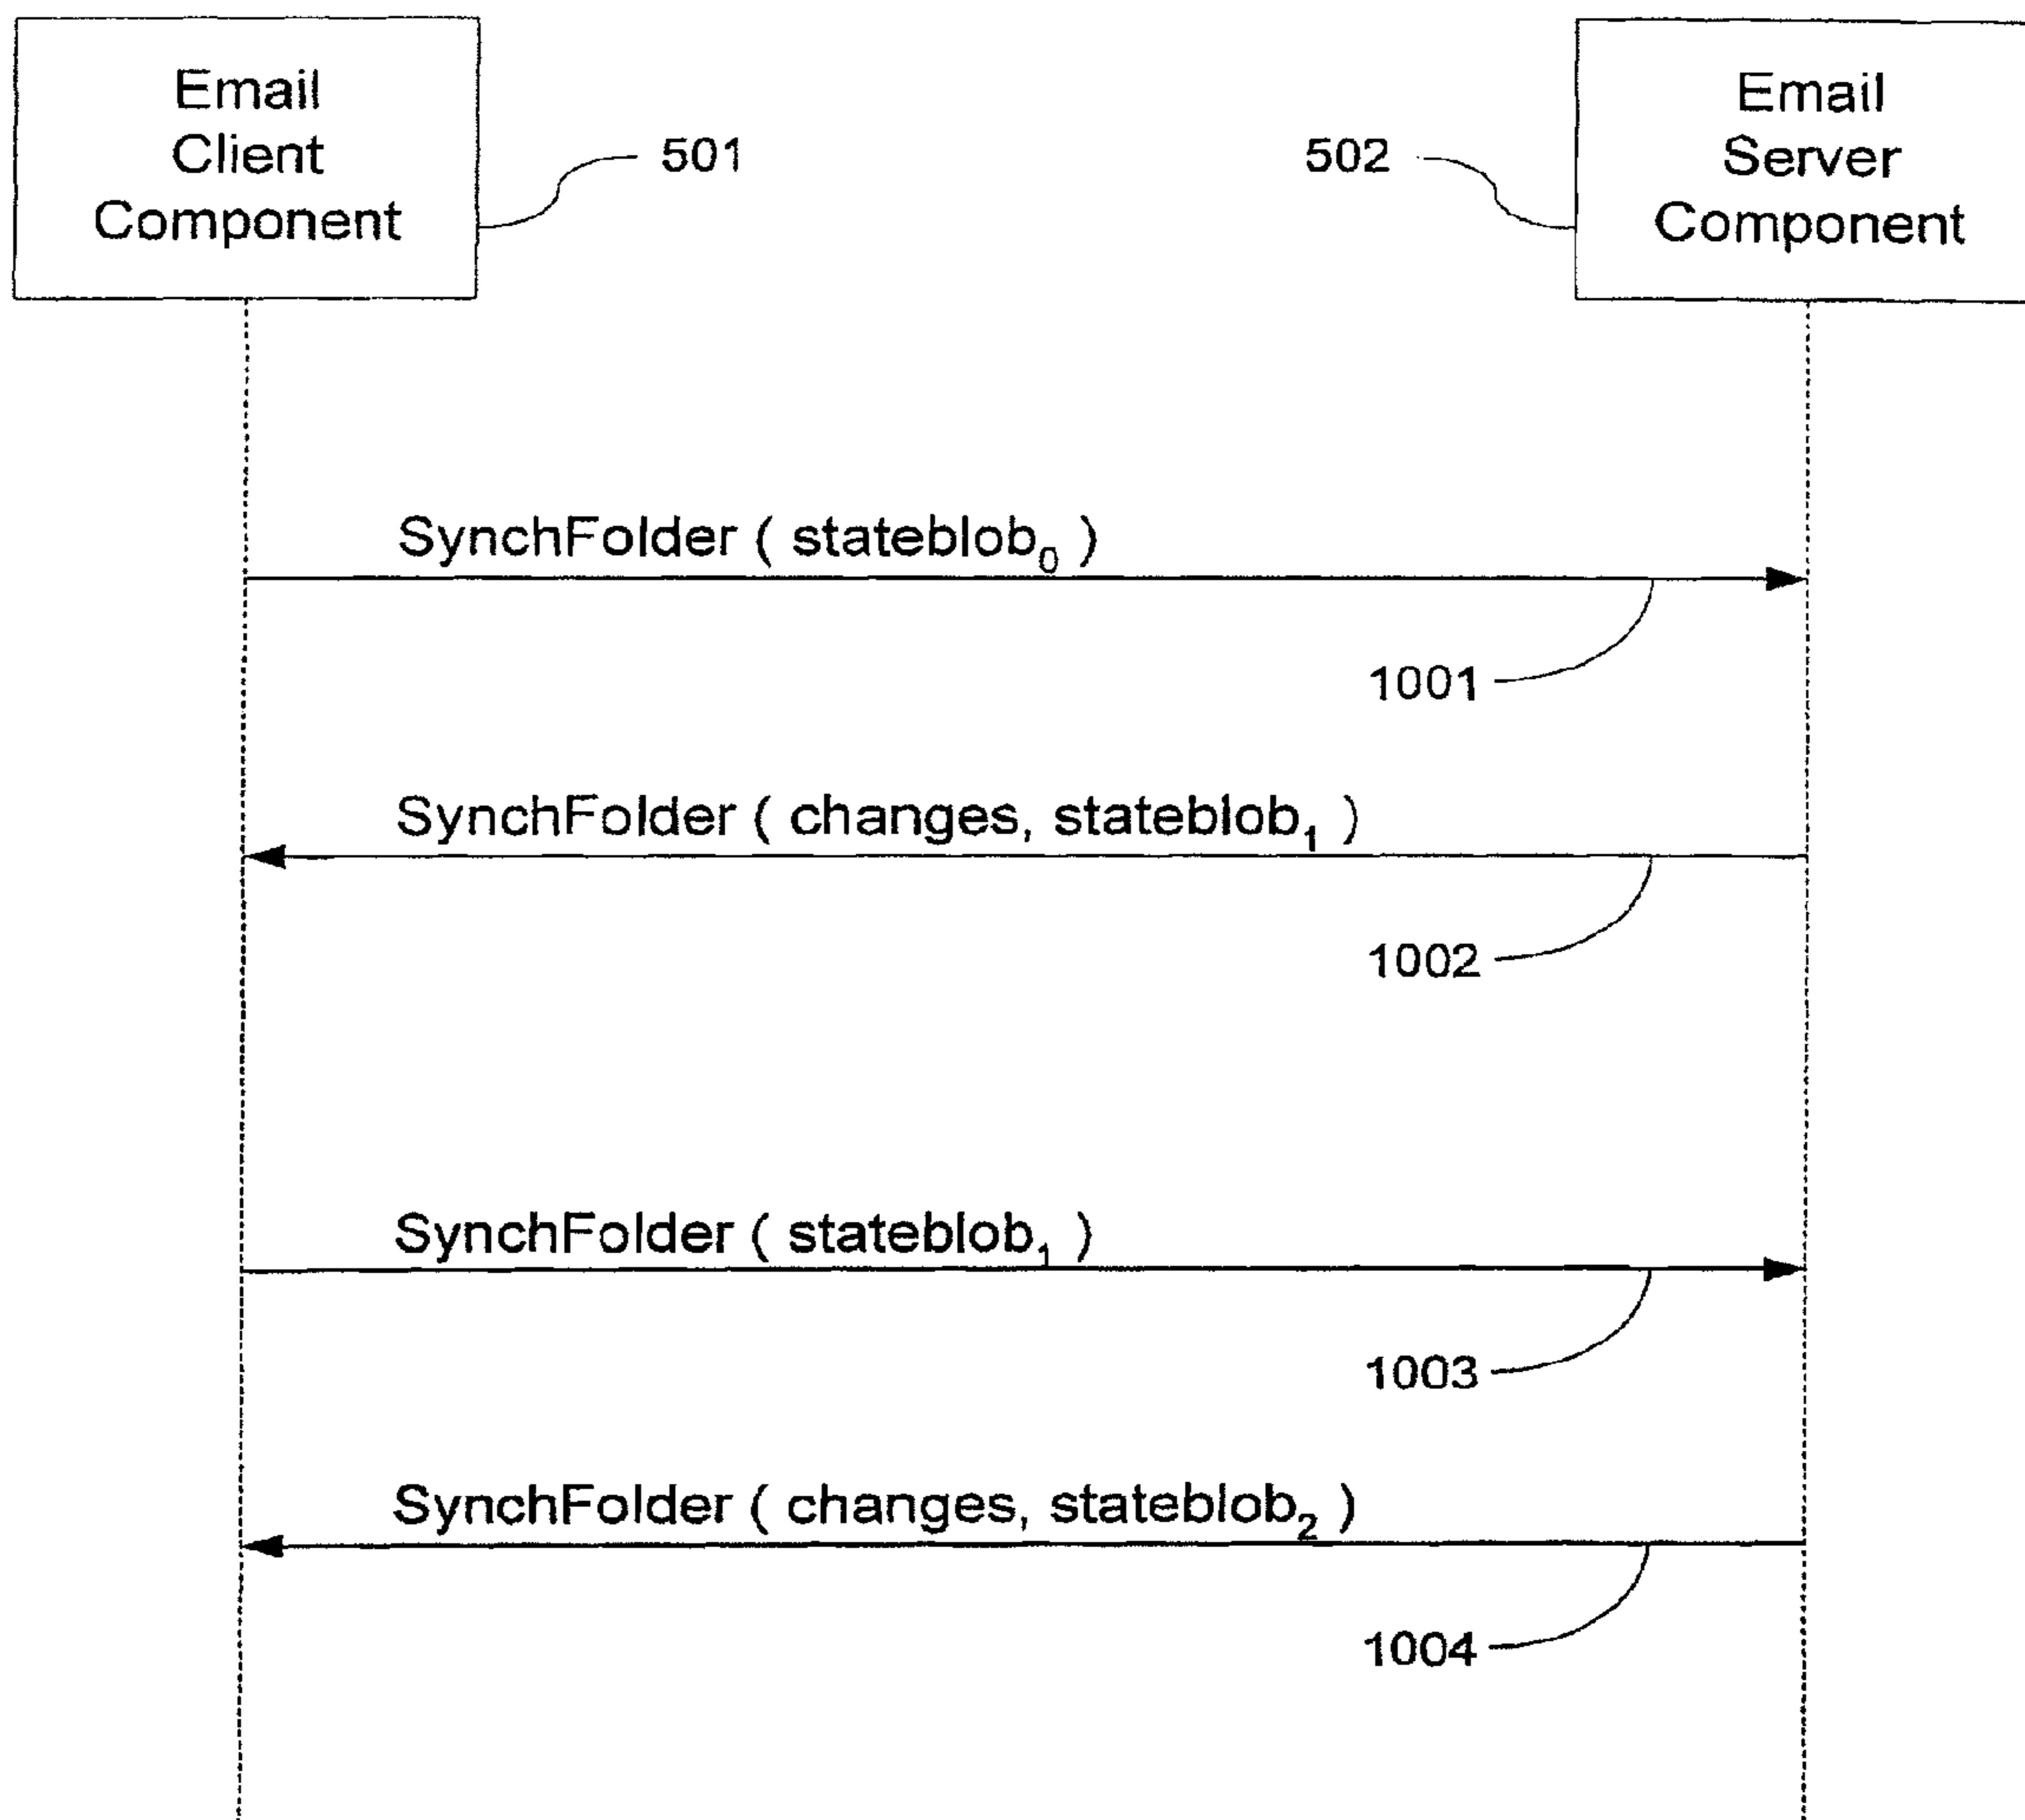 Email
Client
Component
501
502
Email
Server
Component
SynchFolder ( stateblob₀ )
1001
SynchFolder ( changes, stateblob₁ )
1002
SynchFolder ( stateblob₁ )
1003
SynchFolder ( changes, stateblob₂ )
1004